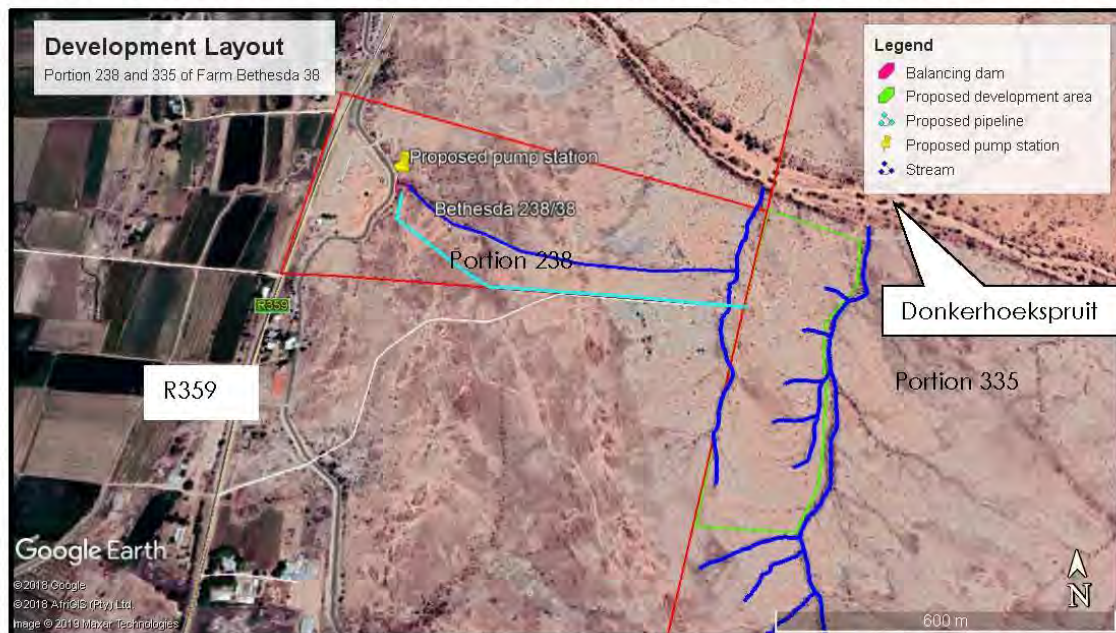 Development Layout
Portion 238 and 335 of Farm Bethesda 38
Legend
Balancing dam
Proposed development area
Proposed pipeline
Proposed pump station
Stream
Proposed pump station
Bethesda 238/38
Portion 238
R359
R359
Donkerhoekspruit
Portion 335
Google Earth
© 2018 Google
© 2018 AfriGIS (Pty) Ltd.
Image © 2019 Maxar Technologies
N
600 m